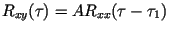 $R_{xy}(\tau) = AR_{xx}(\tau - \tau_1)$